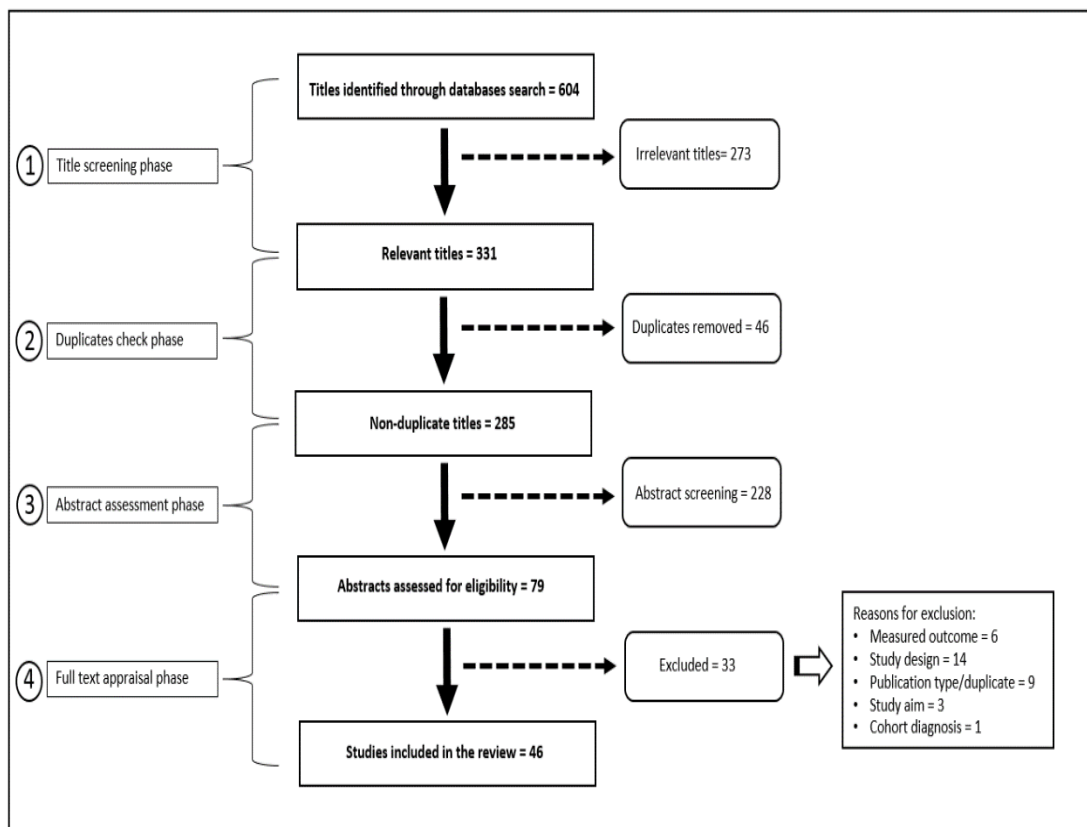 Titles identified through databases search = 604
① Title screening phase
Irrelevant titles= 273
Relevant titles = 331
② Duplicates check phase
Duplicates removed = 46
Non-duplicate titles = 285
③ Abstract assessment phase
Abstract screening = 228
Abstracts assessed for eligibility = 79
④ Full text appraisal phase
Excluded = 33
Reasons for exclusion:
• Measured outcome = 6
• Study design = 14
• Publication type/duplicate = 9
• Study aim = 3
• Cohort diagnosis = 1
Studies included in the review = 46